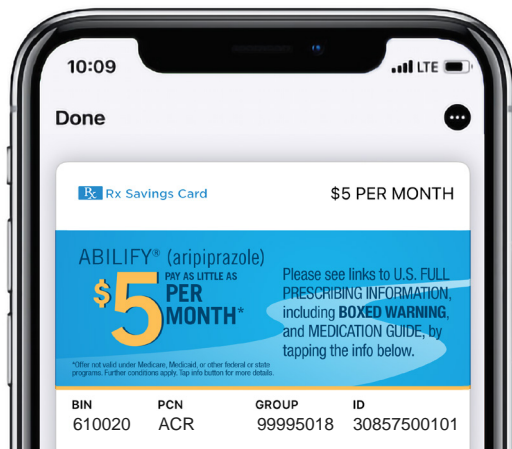 10:09
LTE
Done
Rx Rx Savings Card
$5 PER MONTH
ABILIFY® (aripiprazole)
PAY AS LITTLE AS
$5 PER
MONTH*
Please see links to U.S. FULL
PRESCRIBING INFORMATION,
including BOXED WARNING,
and MEDICATION GUIDE, by
tapping the info below.
*Offer not valid under Medicare, Medicaid, or other federal or state
programs. Further conditions apply. Tap info button for more details.
BIN PCN GROUP ID
610020 ACR 99995018 30857500101